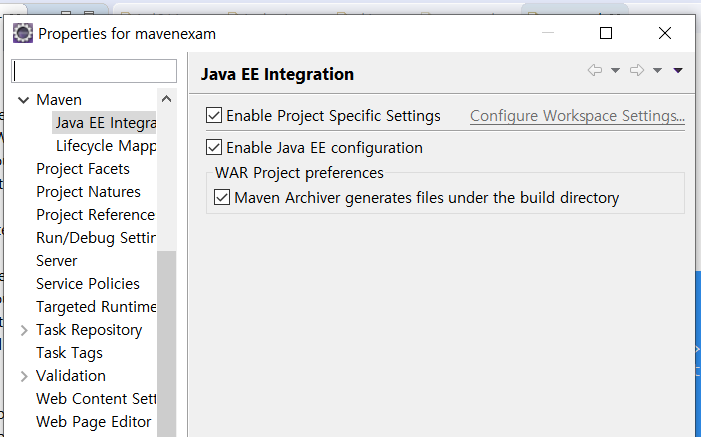 Properties for mavenexam
Java EE Integration
Maven
Java EE Integra
Lifecycle Mapp
Project Facets
Project Natures
Project Reference
Run/Debug Settir
Server
Service Policies
Targeted Runtime
Task Repository
Task Tags
Validation
Web Content Sett
Web Page Editor
Enable Project Specific Settings
Configure Workspace Settings...
Enable Java EE configuration
WAR Project preferences
Maven Archiver generates files under the build directory